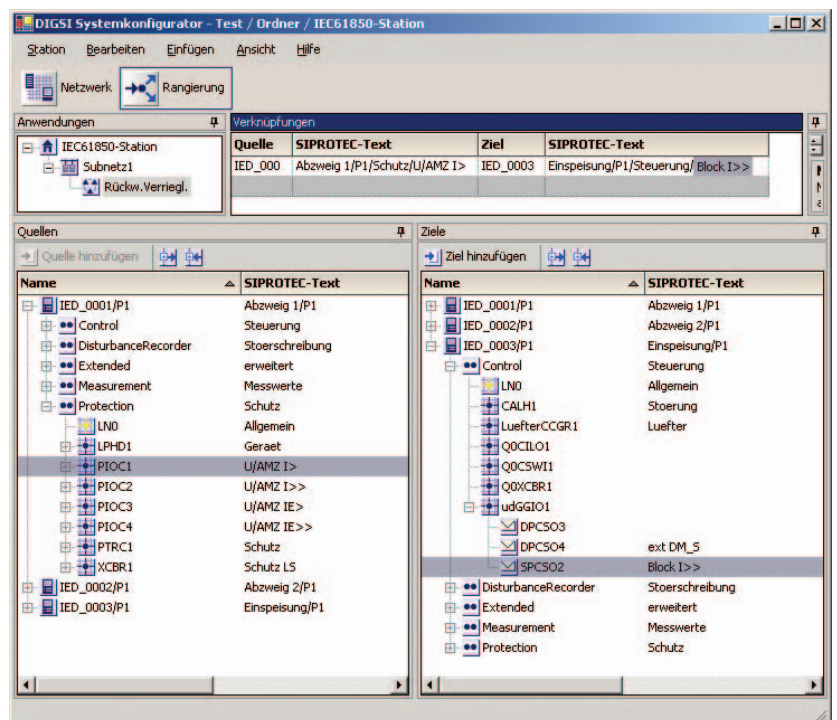 DIGSI Systemkonfigurator - Test / Ordner / IEC61850-Station
Station Bearbeiten Einfügen Ansicht Hilfe
Netzwerk Rangierung
Anwendungen
IEC61850-Station
Subnetz1
Rückw.Verriegl.
Verknüpfungen
Quelle SIPROTEC-Text Ziel SIPROTEC-Text
IED_000 Abzweig 1/P1/Schutz/U/AMZ I> IED_0003 Einspeisung/P1/Steuerung/ Block I>>
Quellen
Quelle hinzufügen
Name SIPROTEC-Text
IED_0001/P1 Abzweig 1/P1
Control Steuerung
DisturbanceRecorder Stoerschreibung
Extended erweitert
Measurement Messwerte
Protection Schutz
LN0 Allgemein
LPHD1 Geraet
PIOC1 U/AMZ I>
PIOC2 U/AMZ I>>
PIOC3 U/AMZ IE>
PIOC4 U/AMZ IE>>
PTRC1 Schutz
XCBR1 Schutz LS
IED_0002/P1 Abzweig 2/P1
IED_0003/P1 Einspeisung/P1
Ziele
Ziel hinzufügen
Name SIPROTEC-Text
IED_0001/P1 Abzweig 1/P1
IED_0002/P1 Abzweig 2/P1
IED_0003/P1 Einspeisung/P1
Control Steuerung
LN0 Allgemein
CALH1 Stoerung
LuefterCCGR1 Luefter
Q0CILO1
Q0CSWI1
Q0XCBR1
udGGIO1
DPCSO3
DPCSO4 ext DM_S
SPCSO2 Block I>>
DisturbanceRecorder Stoerschreibung
Extended erweitert
Measurement Messwerte
Protection Schutz